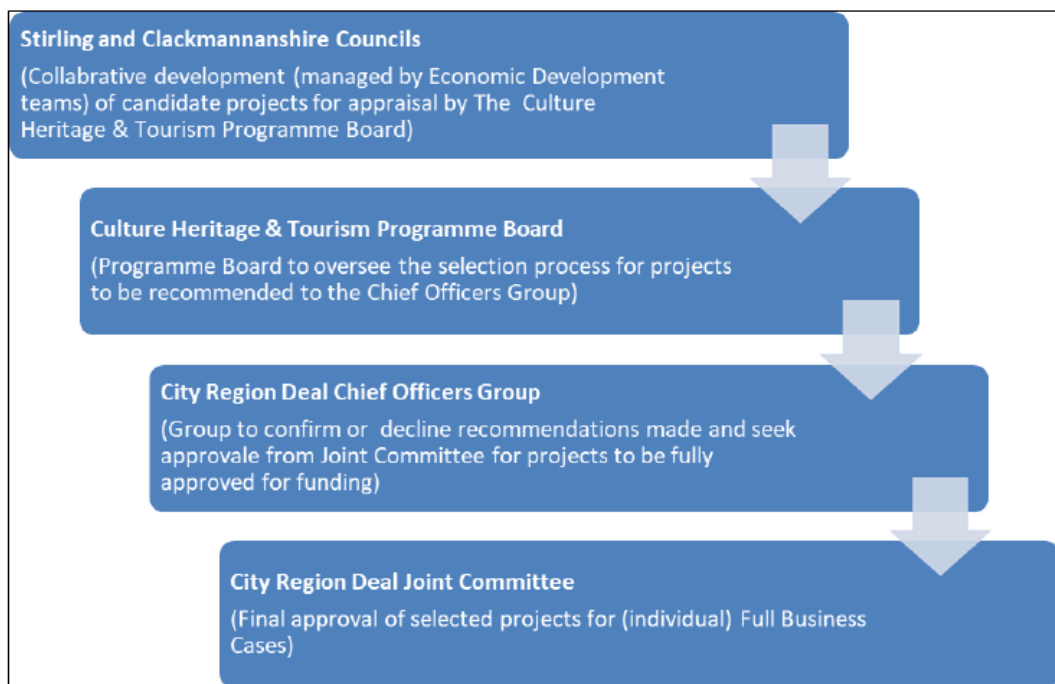 Stirling and Clackmannanshire Councils
(Collabrative development (managed by Economic Development
teams) of candidate projects for appraisal by The Culture
Heritage & Tourism Programme Board)
Culture Heritage & Tourism Programme Board
(Programme Board to oversee the selection process for projects
to be recommended to the Chief Officers Group)
City Region Deal Chief Officers Group
(Group to confirm or decline recommendations made and seek
approvale from Joint Committee for projects to be fully
approved for funding)
City Region Deal Joint Committee
(Final approval of selected projects for (individual) Full Business
Cases)